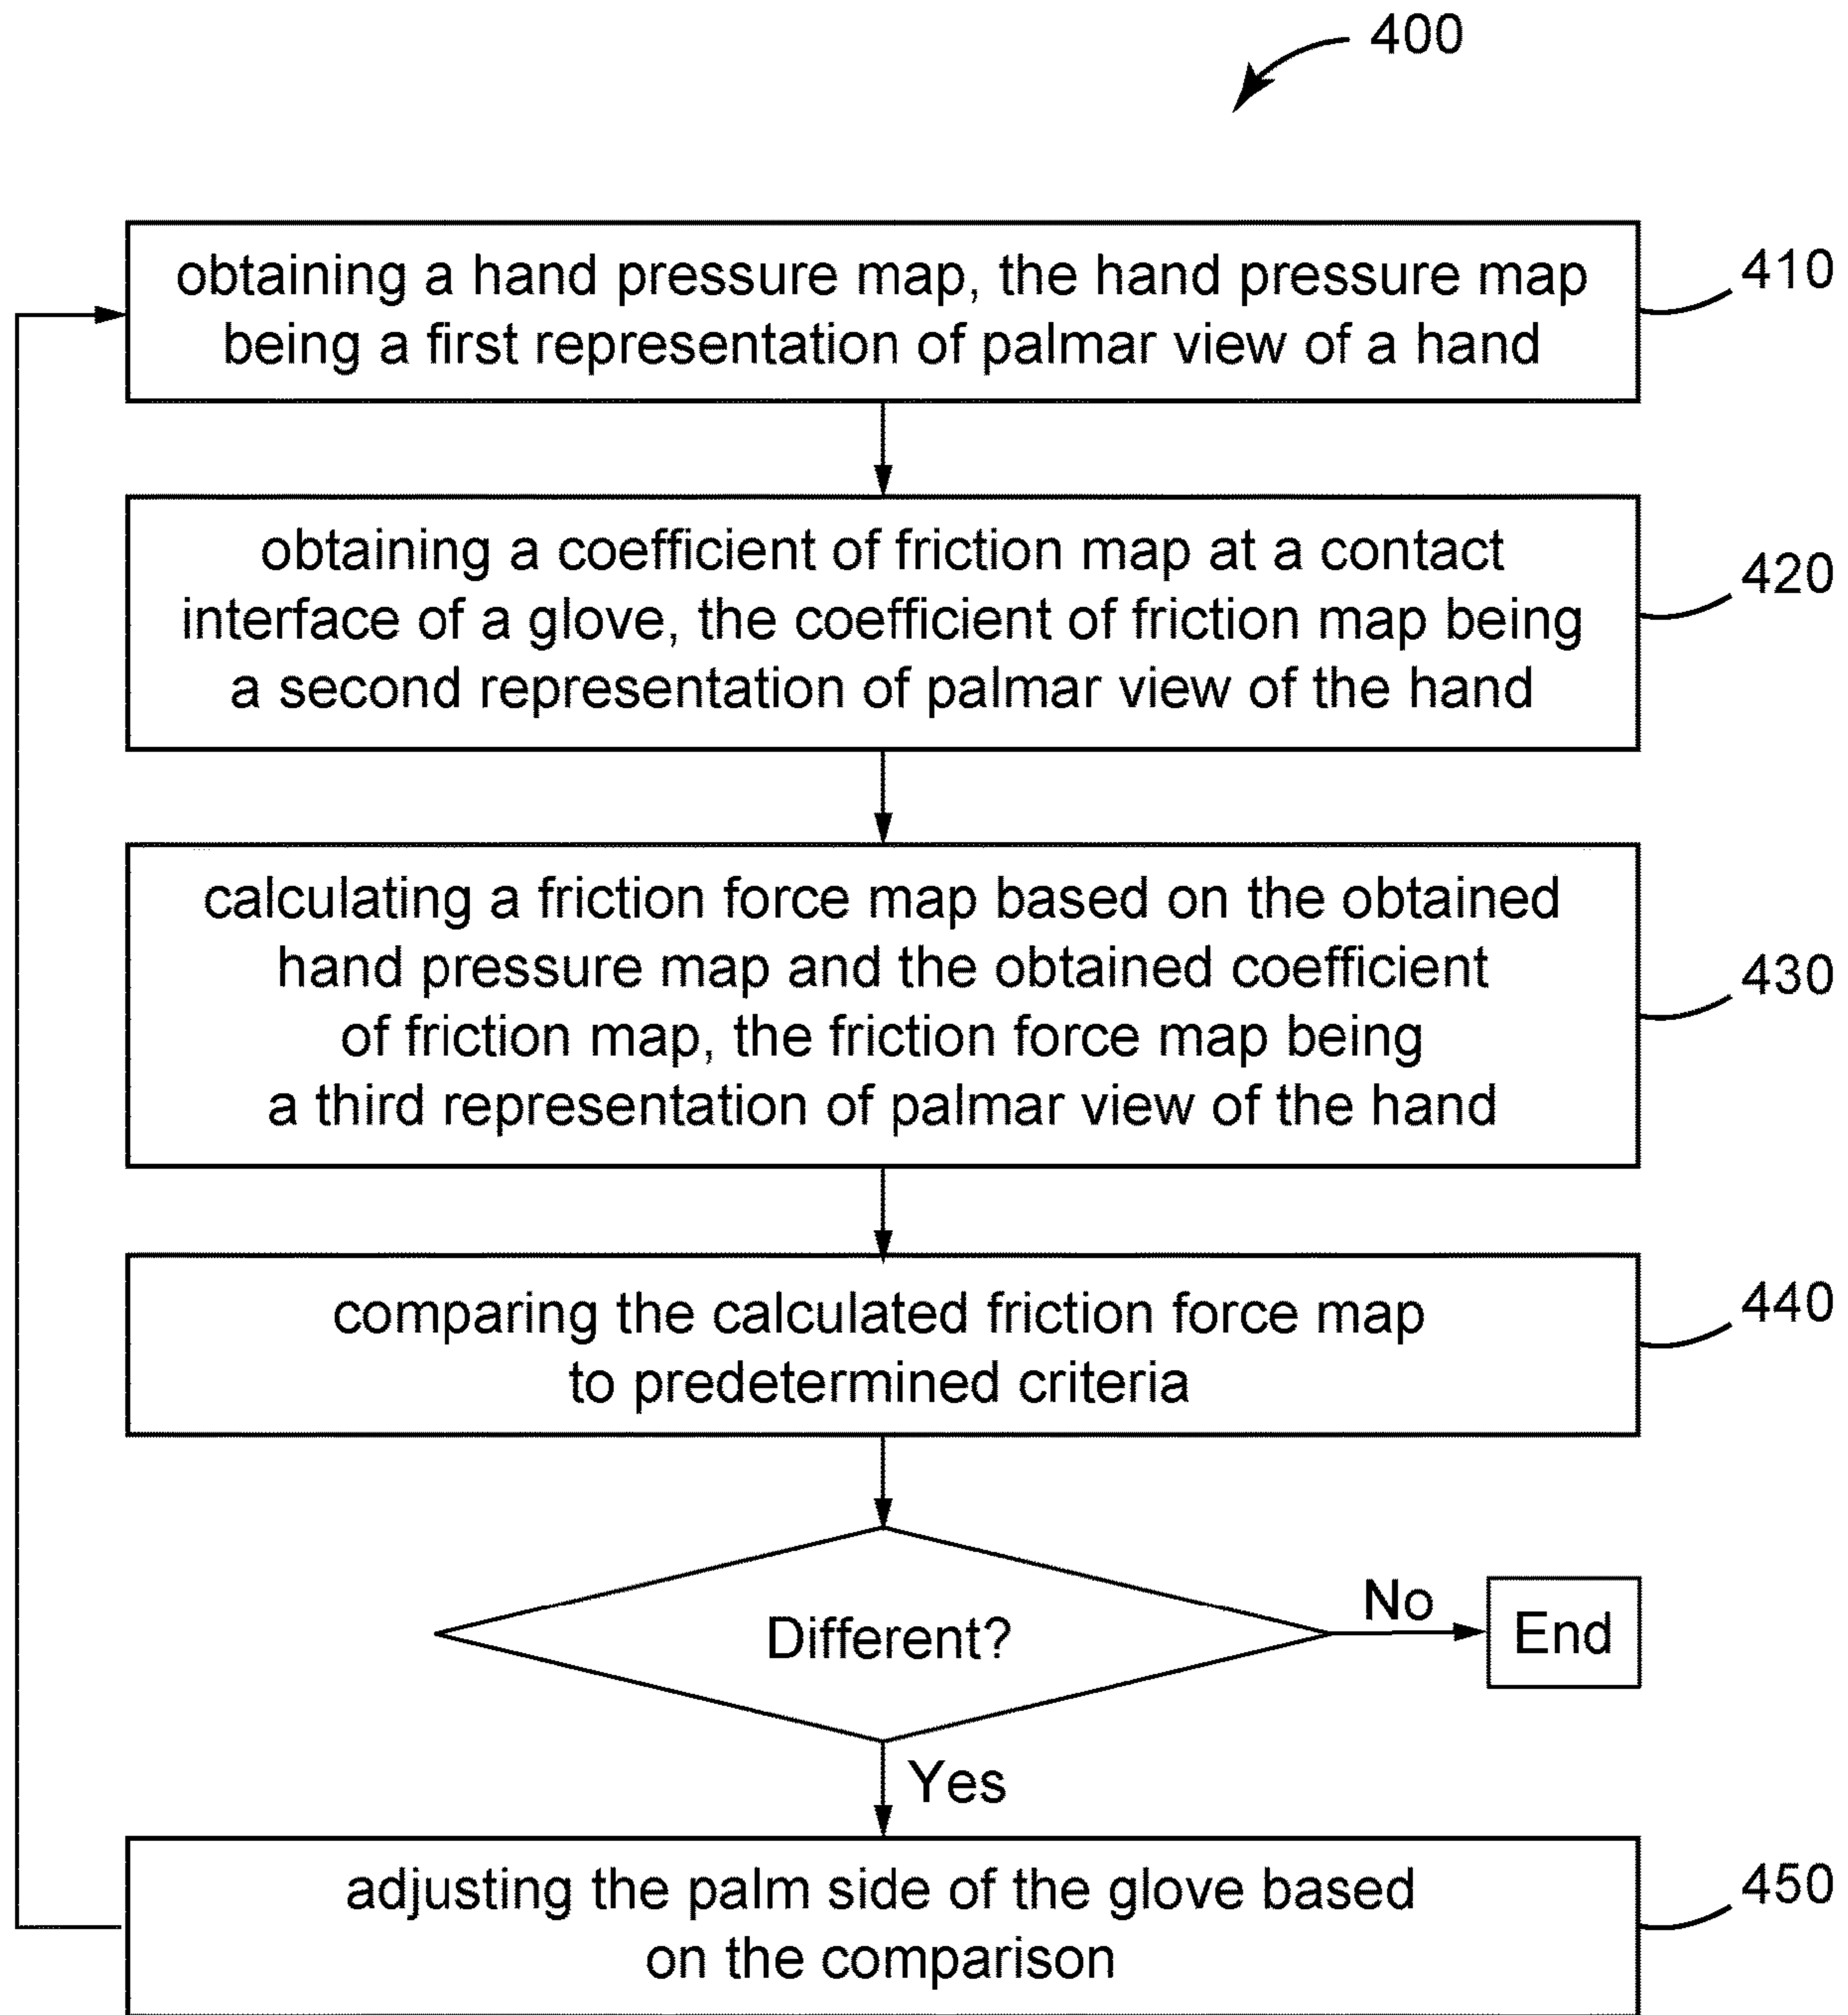 400
obtaining a hand pressure map, the hand pressure map
being a first representation of palmar view of a hand
410
obtaining a coefficient of friction map at a contact
interface of a glove, the coefficient of friction map being
a second representation of palmar view of the hand
420
calculating a friction force map based on the obtained
hand pressure map and the obtained coefficient
of friction map, the friction force map being
a third representation of palmar view of the hand
430
comparing the calculated friction force map
to predetermined criteria
440
Different?
No
End
Yes
adjusting the palm side of the glove based
on the comparison
450